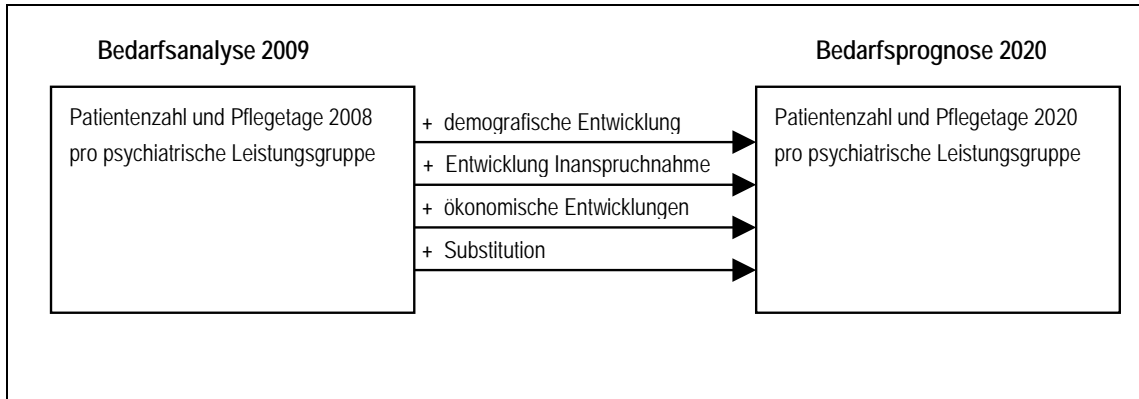 Bedarfsanalyse 2009
Bedarfsprognose 2020
Patientenzahl und Pflegetage 2008
pro psychiatrische Leistungsgruppe
+ demografische Entwicklung
+ Entwicklung Inanspruchnahme
+ ökonomische Entwicklungen
+ Substitution
Patientenzahl und Pflegetage 2020
pro psychiatrische Leistungsgruppe